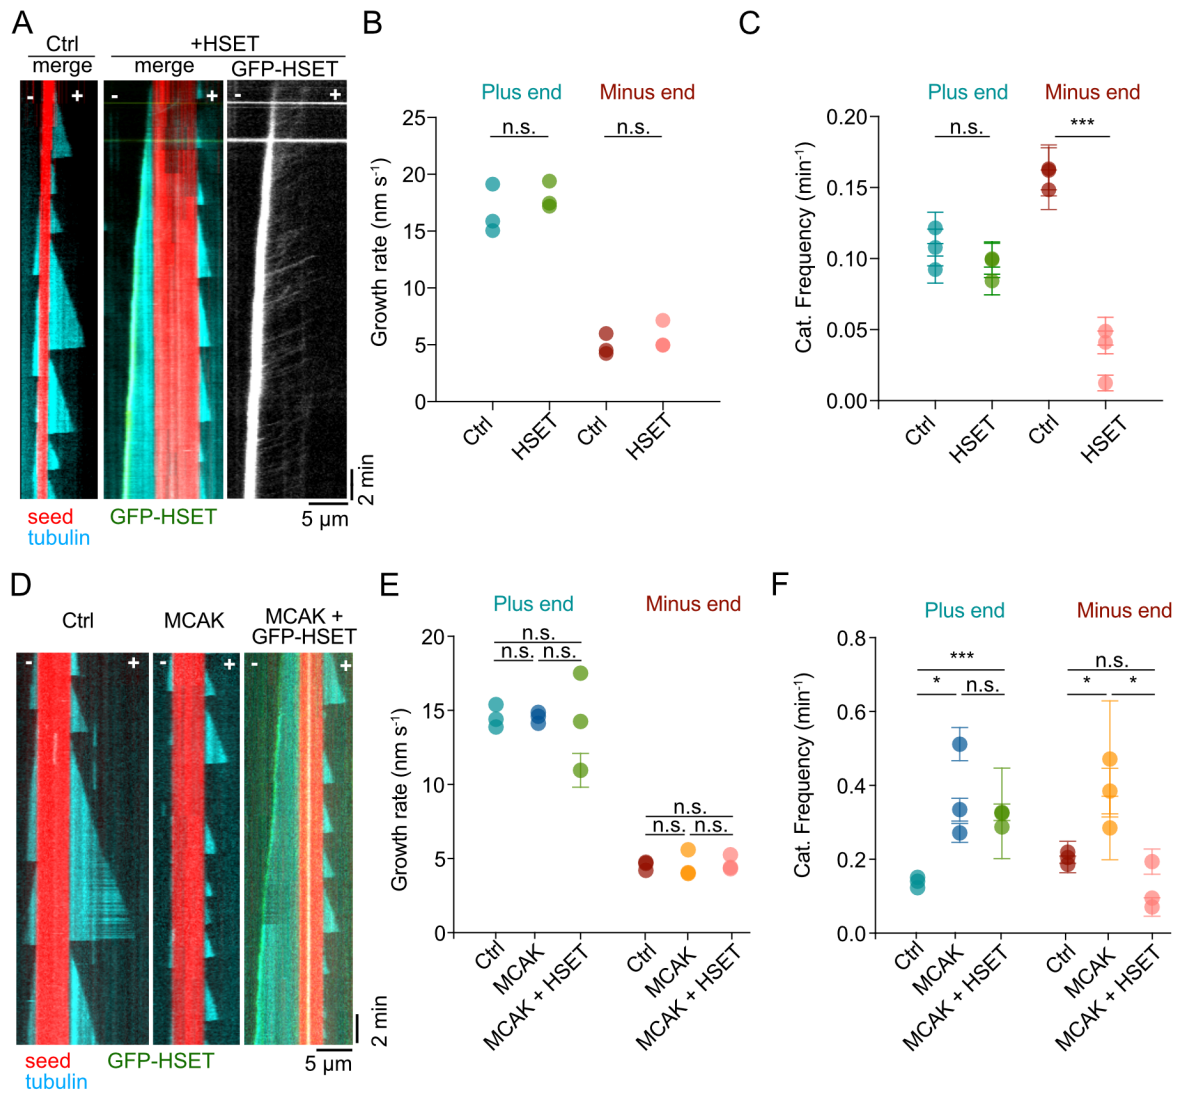 A
Ctrl
+HSET
merge
merge
GFP-HSET
- +
- +
- +
2 min
5 μm
seed
tubulin
GFP-HSET
B
Plus end Minus end
n.s. n.s.
Growth rate (nm s-1)
25
20
15
10
5
0
Ctrl
HSET
Ctrl
HSET
C
Plus end Minus end
n.s. ***
Cat. Frequency (min-1)
0.20
0.15
0.10
0.05
0.00
Ctrl
HSET
Ctrl
HSET
D
Ctrl
MCAK
MCAK +
GFP-HSET
- +
- +
- +
2 min
5 μm
seed
tubulin
GFP-HSET
E
Plus end Minus end
n.s.
n.s. n.s.
n.s.
n.s. n.s.
Growth rate (nm s-1)
20
15
10
5
0
Ctrl
MCAK
MCAK + HSET
Ctrl
MCAK
MCAK + HSET
F
Plus end Minus end
***
* n.s.
n.s.
* *
Cat. Frequency (min-1)
0.8
0.6
0.4
0.2
0.0
Ctrl
MCAK
MCAK + HSET
Ctrl
MCAK
MCAK + HSET